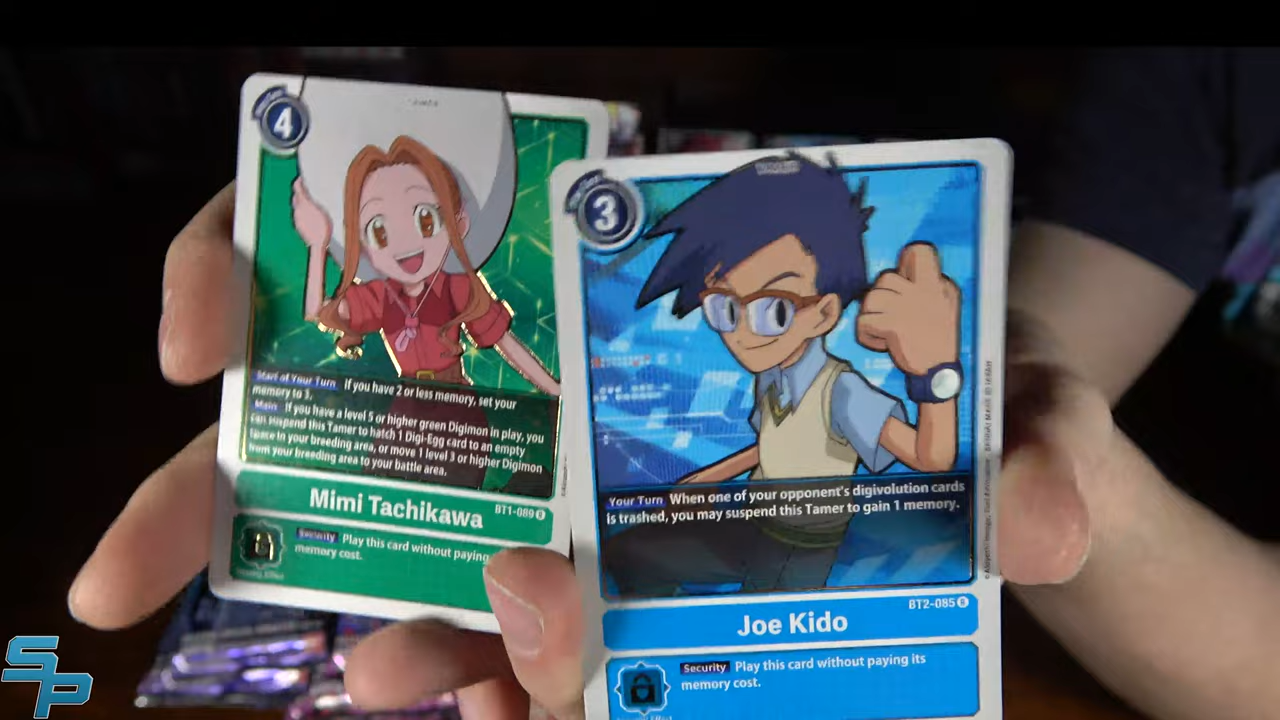 4
Start of Your Turn If you have 2 or less memory, set your
memory to 3.
Main If you have a level 5 or higher green Digimon in play, you
can suspend this Tamer to hatch 1 Digi-Egg card to an empty
space in your breeding area, or move 1 level 3 or higher Digimon
from your breeding area to your battle area.
Mimi Tachikawa
BT1-089 R
Security Play this card without paying
memory cost.
3
Your Turn When one of your opponent's digivolution cards
is trashed, you may suspend this Tamer to gain 1 memory.
BT2-085 R
Joe Kido
Security Play this card without paying its
memory cost.
SP